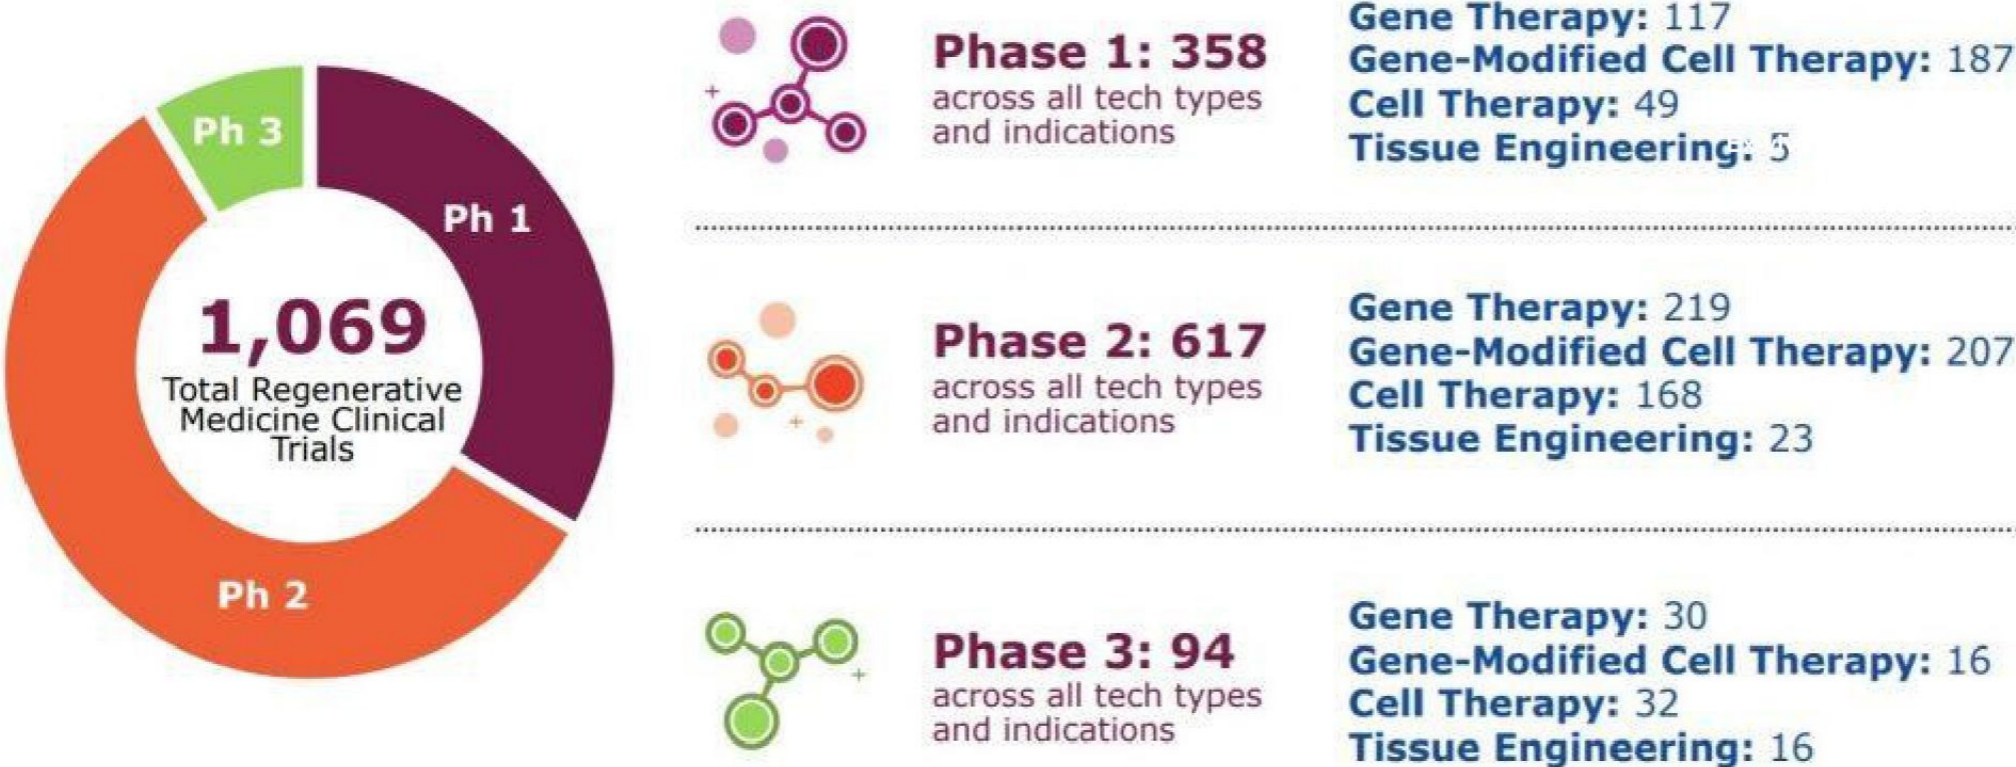 Ph 3
Ph 1
Ph 2
1,069
Total Regenerative
Medicine Clinical
Trials
Phase 1: 358
across all tech types
and indications
Gene Therapy: 117
Gene-Modified Cell Therapy: 187
Cell Therapy: 49
Tissue Engineering: 5
Phase 2: 617
across all tech types
and indications
Gene Therapy: 219
Gene-Modified Cell Therapy: 207
Cell Therapy: 168
Tissue Engineering: 23
Phase 3: 94
across all tech types
and indications
Gene Therapy: 30
Gene-Modified Cell Therapy: 16
Cell Therapy: 32
Tissue Engineering: 16